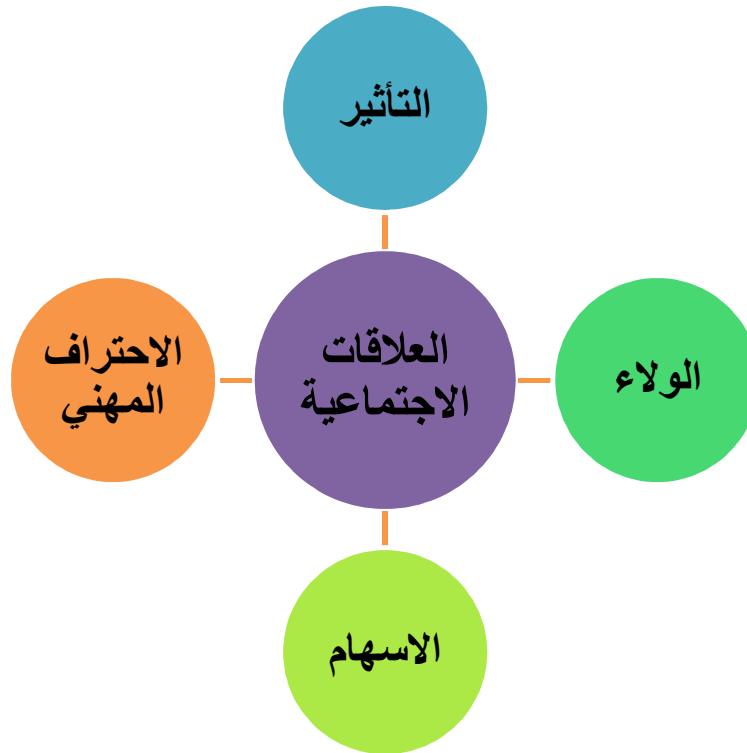 التأثير
العلاقات
الاجتماعية
الولاء
الاحتراف
المهني
الاسهام